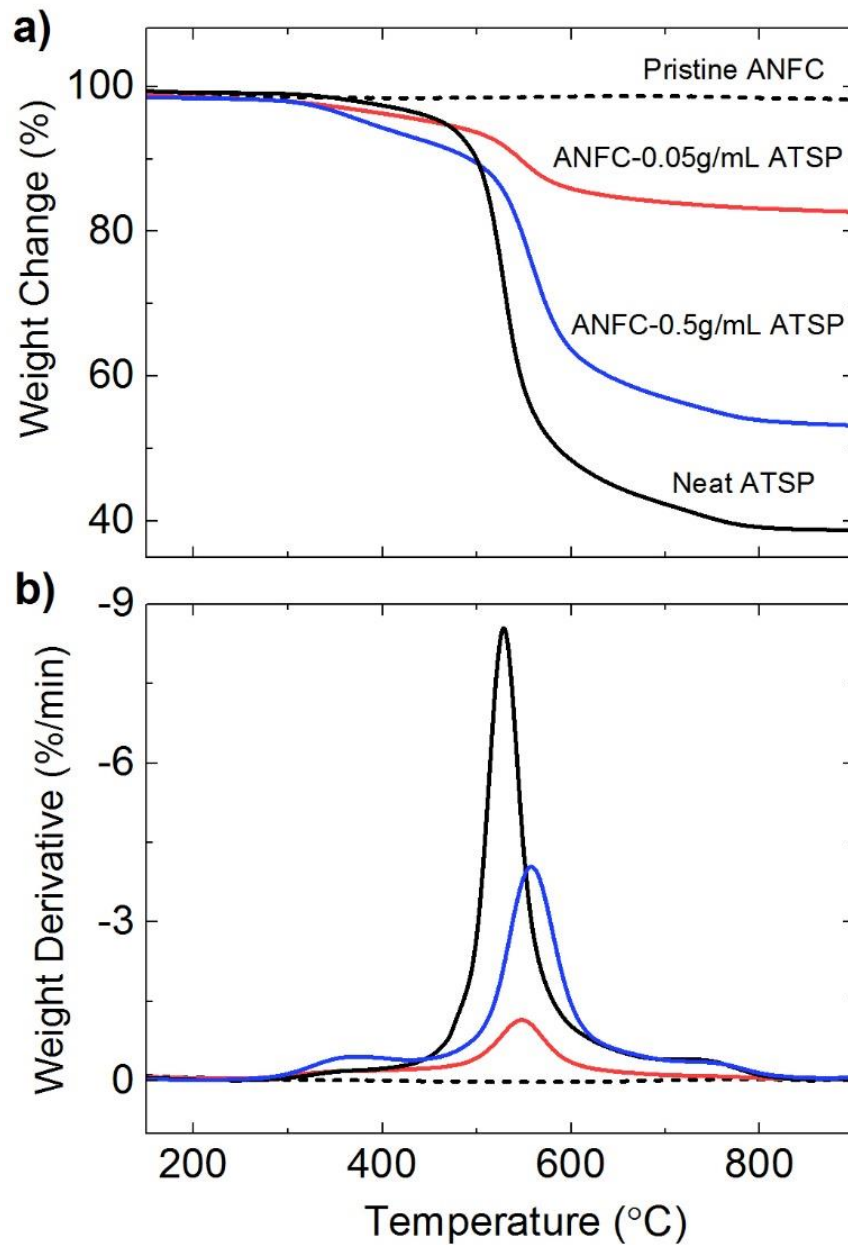 a)
100
80
60
40
Weight Change (%)
Pristine ANFC
ANFC-0.05g/mL ATSP
ANFC-0.5g/mL ATSP
Neat ATSP
b)
-9
-6
-3
0
Weight Derivative (%/min)
200 400 600 800
Temperature (°C)